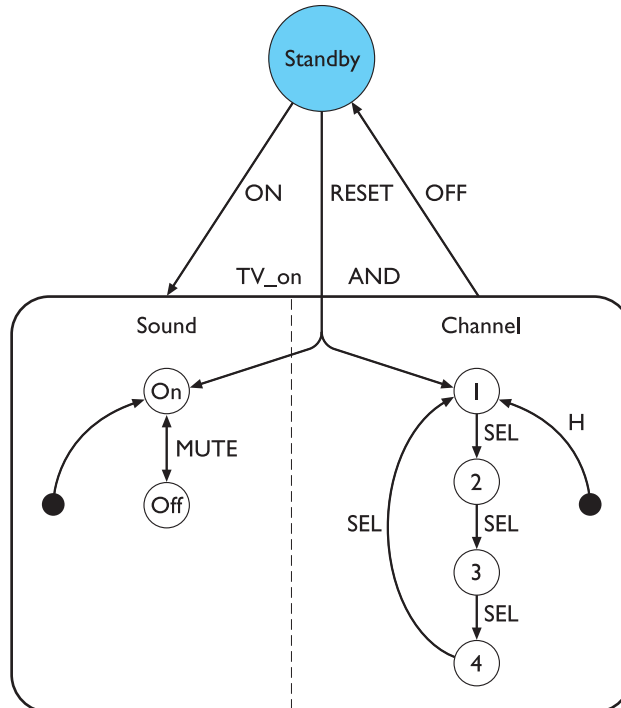 Standby
ON
RESET
OFF
TV_on
AND
Sound
Channel
On
1
H
SEL
MUTE
2
Off
SEL
SEL
3
SEL
4